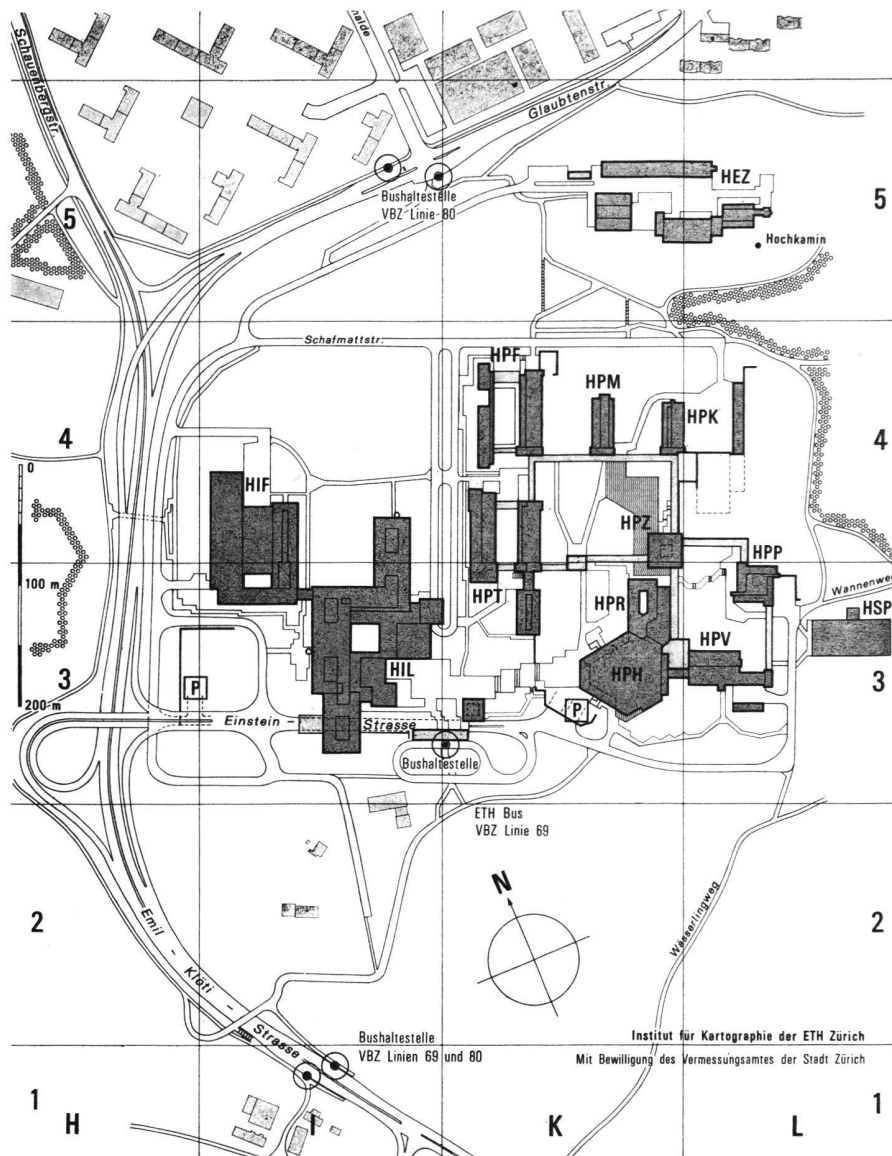 Schauenbergstr.
halde
Glaubtenstr.
HEZ
Bushaltestelle
VBZ Linie 80
5
5
Hochkamin
Schafmattstr.
HPF
HPM
HPK
4
4
0
HIF
HPZ
HPP
100 m
HPT
HPR
Wannenweg
HSP
HPV
HIL
HPH
3
P
3
200 m
P
Einstein - Strasse
Bushaltestelle
ETH Bus
VBZ Linie 69
N
2
2
Emil - Klöti - Strasse
Wässerlingweg
Institut für Kartographie der ETH Zürich
Bushaltestelle
VBZ Linien 69 und 80
Mit Bewilligung des Vermessungsamtes der Stadt Zürich
1
1
H
I
K
L